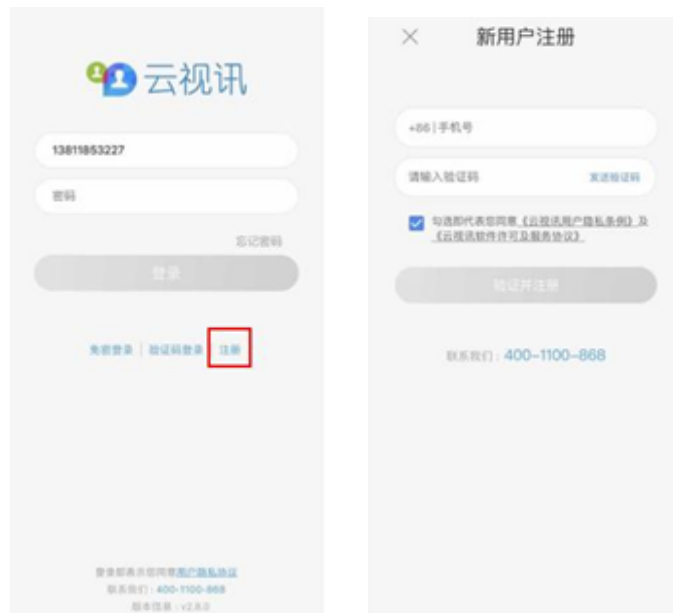 云视讯
13811853227
密码
忘记密码
登录
免密登录 | 验证码登录 | 注册
登录即表示您同意用户隐私协议
联系我们：400-1100-868
版本信息：v2.8.0
新用户注册
+86 | 手机号
请输入验证码 发送验证码
勾选即代表您同意《云视讯用户隐私条例》及
《云视讯软件许可及服务协议》
验证并注册
联系我们：400-1100-868